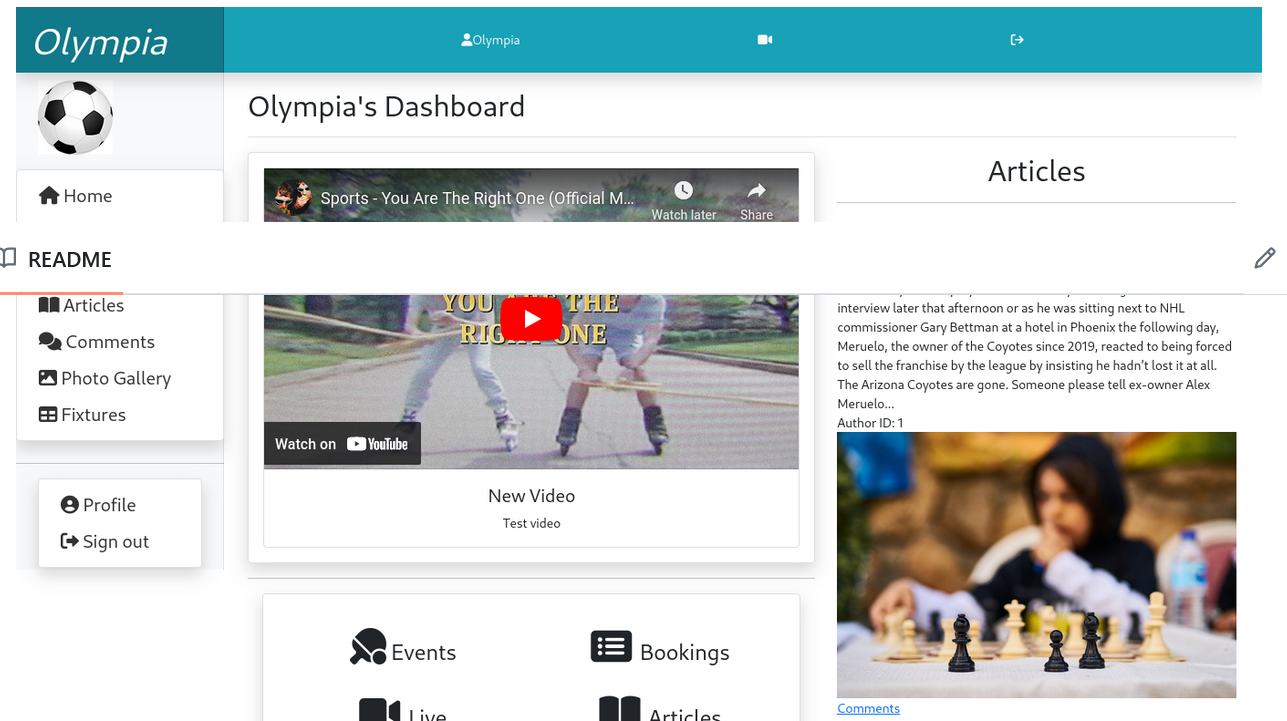 Olympia
Olympia
Olympia's Dashboard
Home
Sports - You Are The Right One (Official M...
Watch later
Share
Articles
README
Articles
Comments
Photo Gallery
Fixtures
Profile
Sign out
YOU ARE THE
RIGHT ONE
Watch on YouTube
New Video
Test video
Events
Bookings
Live
Articles
interview later that afternoon or as he was sitting next to NHL
commissioner Gary Bettman at a hotel in Phoenix the following day,
Meruelo, the owner of the Coyotes since 2019, reacted to being forced
to sell the franchise by the league by insisting he hadn’t lost it at all.
The Arizona Coyotes are gone. Someone please tell ex-owner Alex
Meruelo...
Author ID: 1
Comments